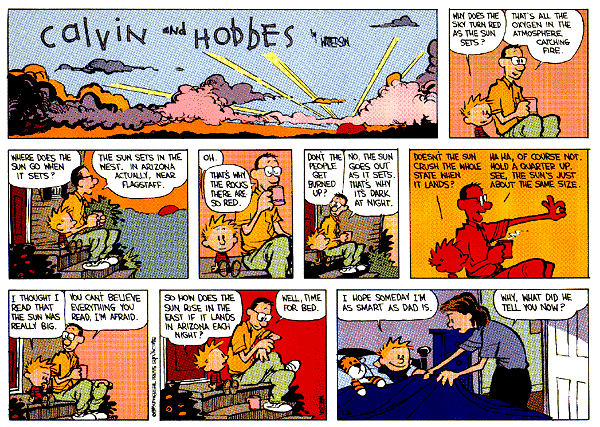 Calvin and HOBBES by WATTERSON
WHY DOES THE
SKY TURN RED
AS THE SUN
SETS?
THAT'S ALL THE
OXYGEN IN THE
ATMOSPHERE
CATCHING
FIRE.
WHERE DOES THE
SUN GO WHEN
IT SETS?
THE SUN SETS IN THE
WEST. IN ARIZONA
ACTUALLY, NEAR
FLAGSTAFF.
OH.
THAT'S WHY
THE ROCKS
THERE ARE
SO RED.
DON'T THE
PEOPLE
GET
BURNED
UP?
NO, THE SUN
GOES OUT
AS IT SETS.
THAT'S WHY
IT'S DARK
AT NIGHT.
DOESN'T THE SUN
CRUSH THE WHOLE
STATE WHEN
IT LANDS?
HA HA, OF COURSE NOT.
HOLD A QUARTER UP.
SEE, THE SUN'S JUST
ABOUT THE SAME SIZE.
I THOUGHT I
READ THAT
THE SUN WAS
REALLY BIG.
YOU CAN'T BELIEVE
EVERYTHING YOU
READ, I'M AFRAID.
SO HOW DOES THE
SUN RISE IN THE
EAST IF IT LANDS
IN ARIZONA EACH
NIGHT?
WELL, TIME
FOR BED.
I HOPE SOMEDAY I'M
AS SMART AS DAD IS.
WHY, WHAT DID HE
TELL YOU NOW?